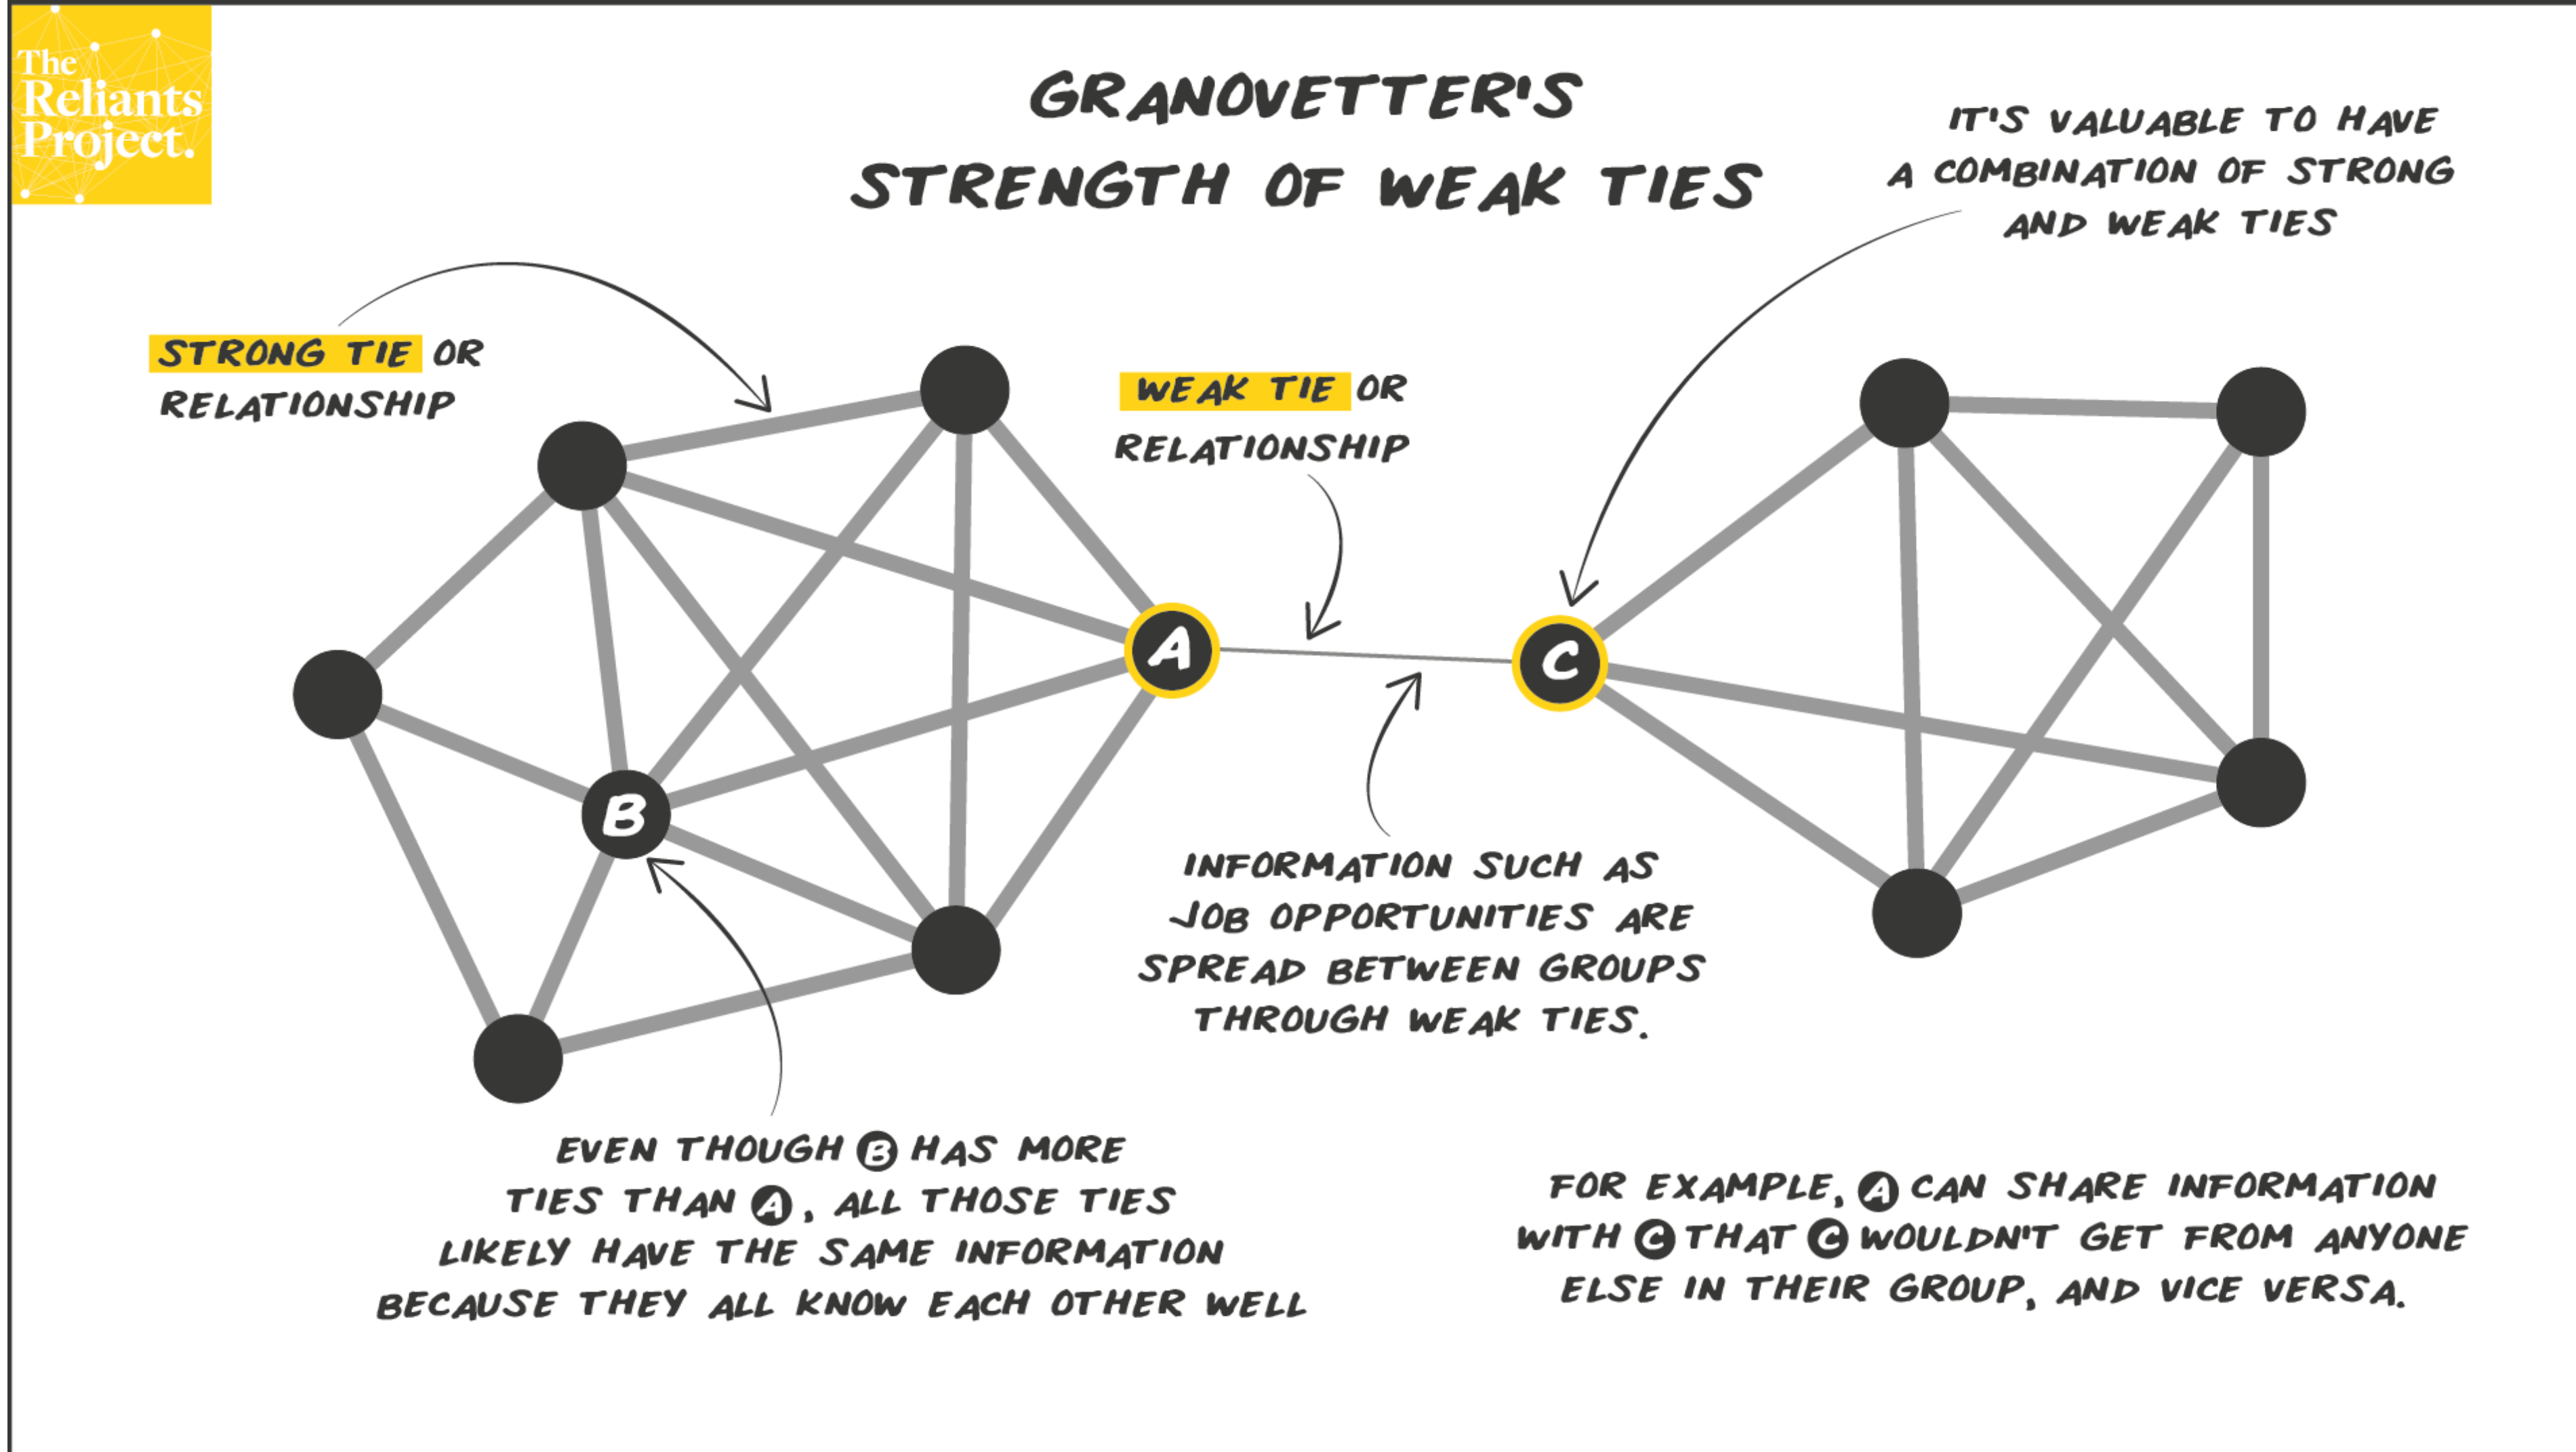 The
Reliants
Project.
GRANOVETTER'S
STRENGTH OF WEAK TIES
IT'S VALUABLE TO HAVE
A COMBINATION OF STRONG
AND WEAK TIES
STRONG TIE OR
RELATIONSHIP
WEAK TIE OR
RELATIONSHIP
A
C
B
INFORMATION SUCH AS
JOB OPPORTUNITIES ARE
SPREAD BETWEEN GROUPS
THROUGH WEAK TIES.
EVEN THOUGH B HAS MORE
TIES THAN A, ALL THOSE TIES
LIKELY HAVE THE SAME INFORMATION
BECAUSE THEY ALL KNOW EACH OTHER WELL
FOR EXAMPLE, A CAN SHARE INFORMATION
WITH C THAT C WOULDN'T GET FROM ANYONE
ELSE IN THEIR GROUP, AND VICE VERSA.